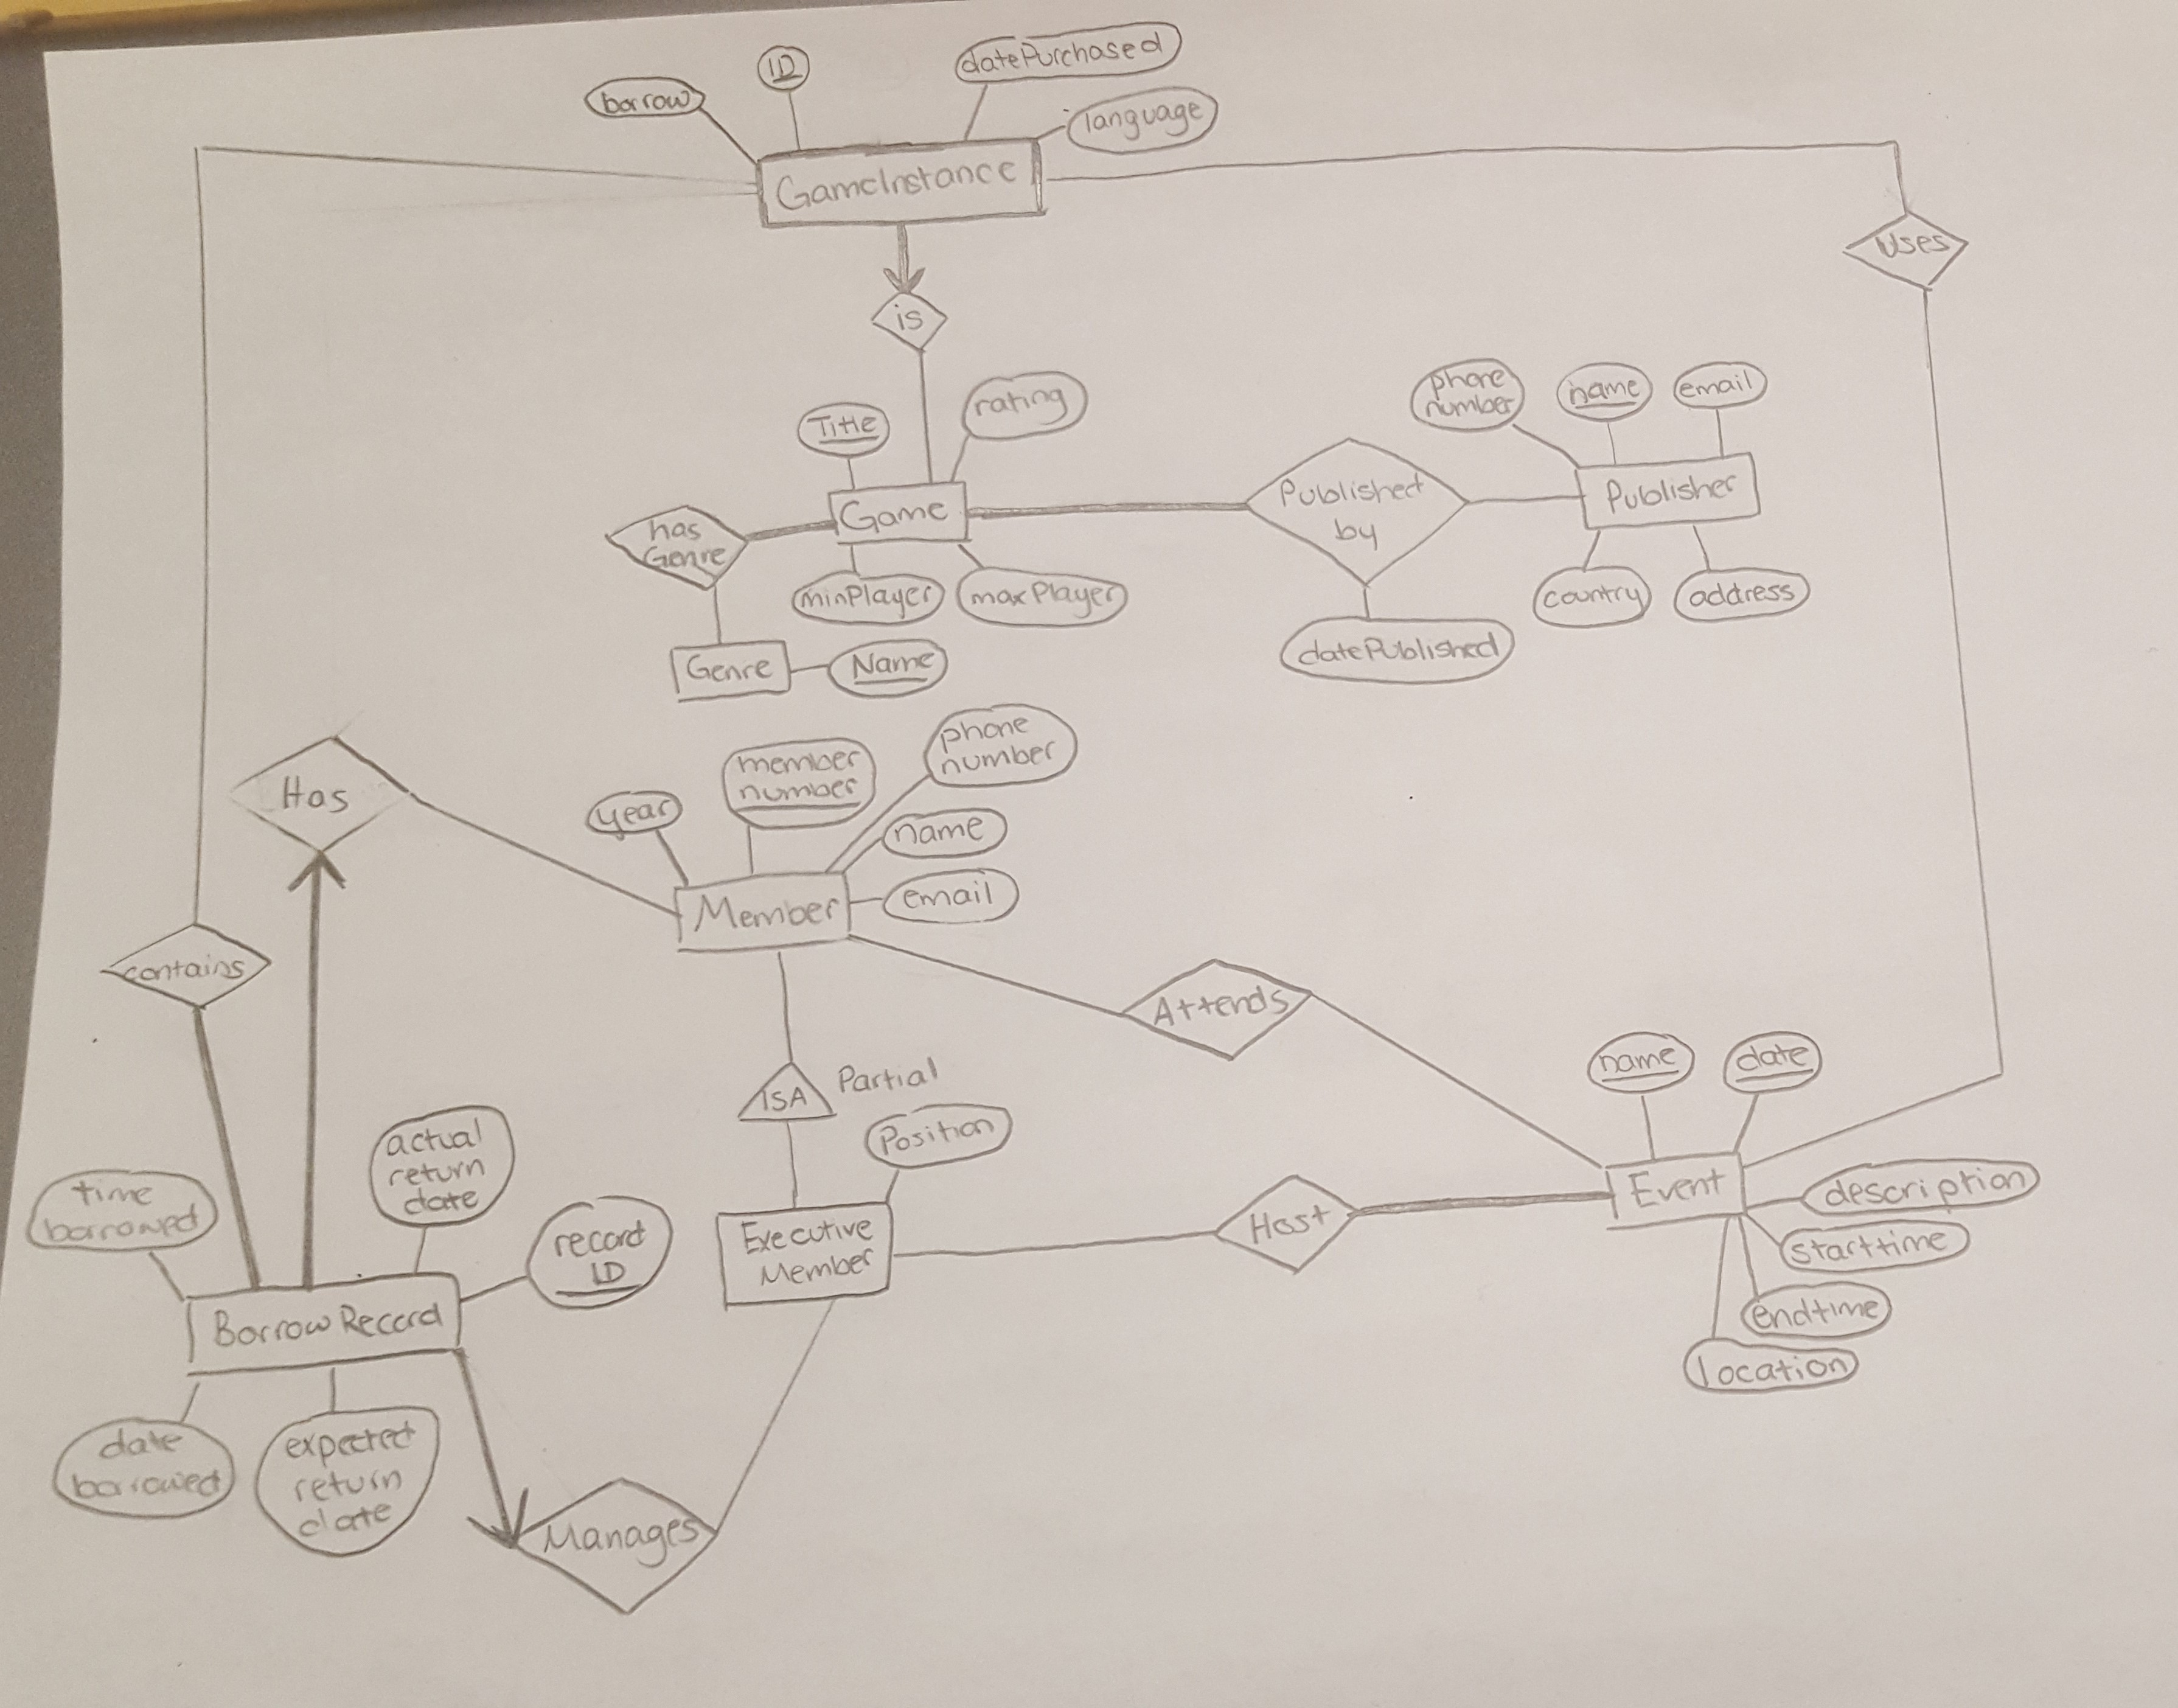 datePurchased
ID
borrow
language
GameInstance
Uses
is
rating
Title
phone
number
name
email
Published
by
Publisher
Game
has
Genre
minPlayer
maxPlayer
country
address
datePublished
Genre
Name
phone
number
member
number
Has
year
name
email
Member
contains
Attends
ISA
Partial
name
date
Position
actual
return
date
time
borrowed
record
ID
Executive
Member
Host
Event
description
starttime
endtime
location
Borrow Record
date
borrowed
expected
return
date
Manages